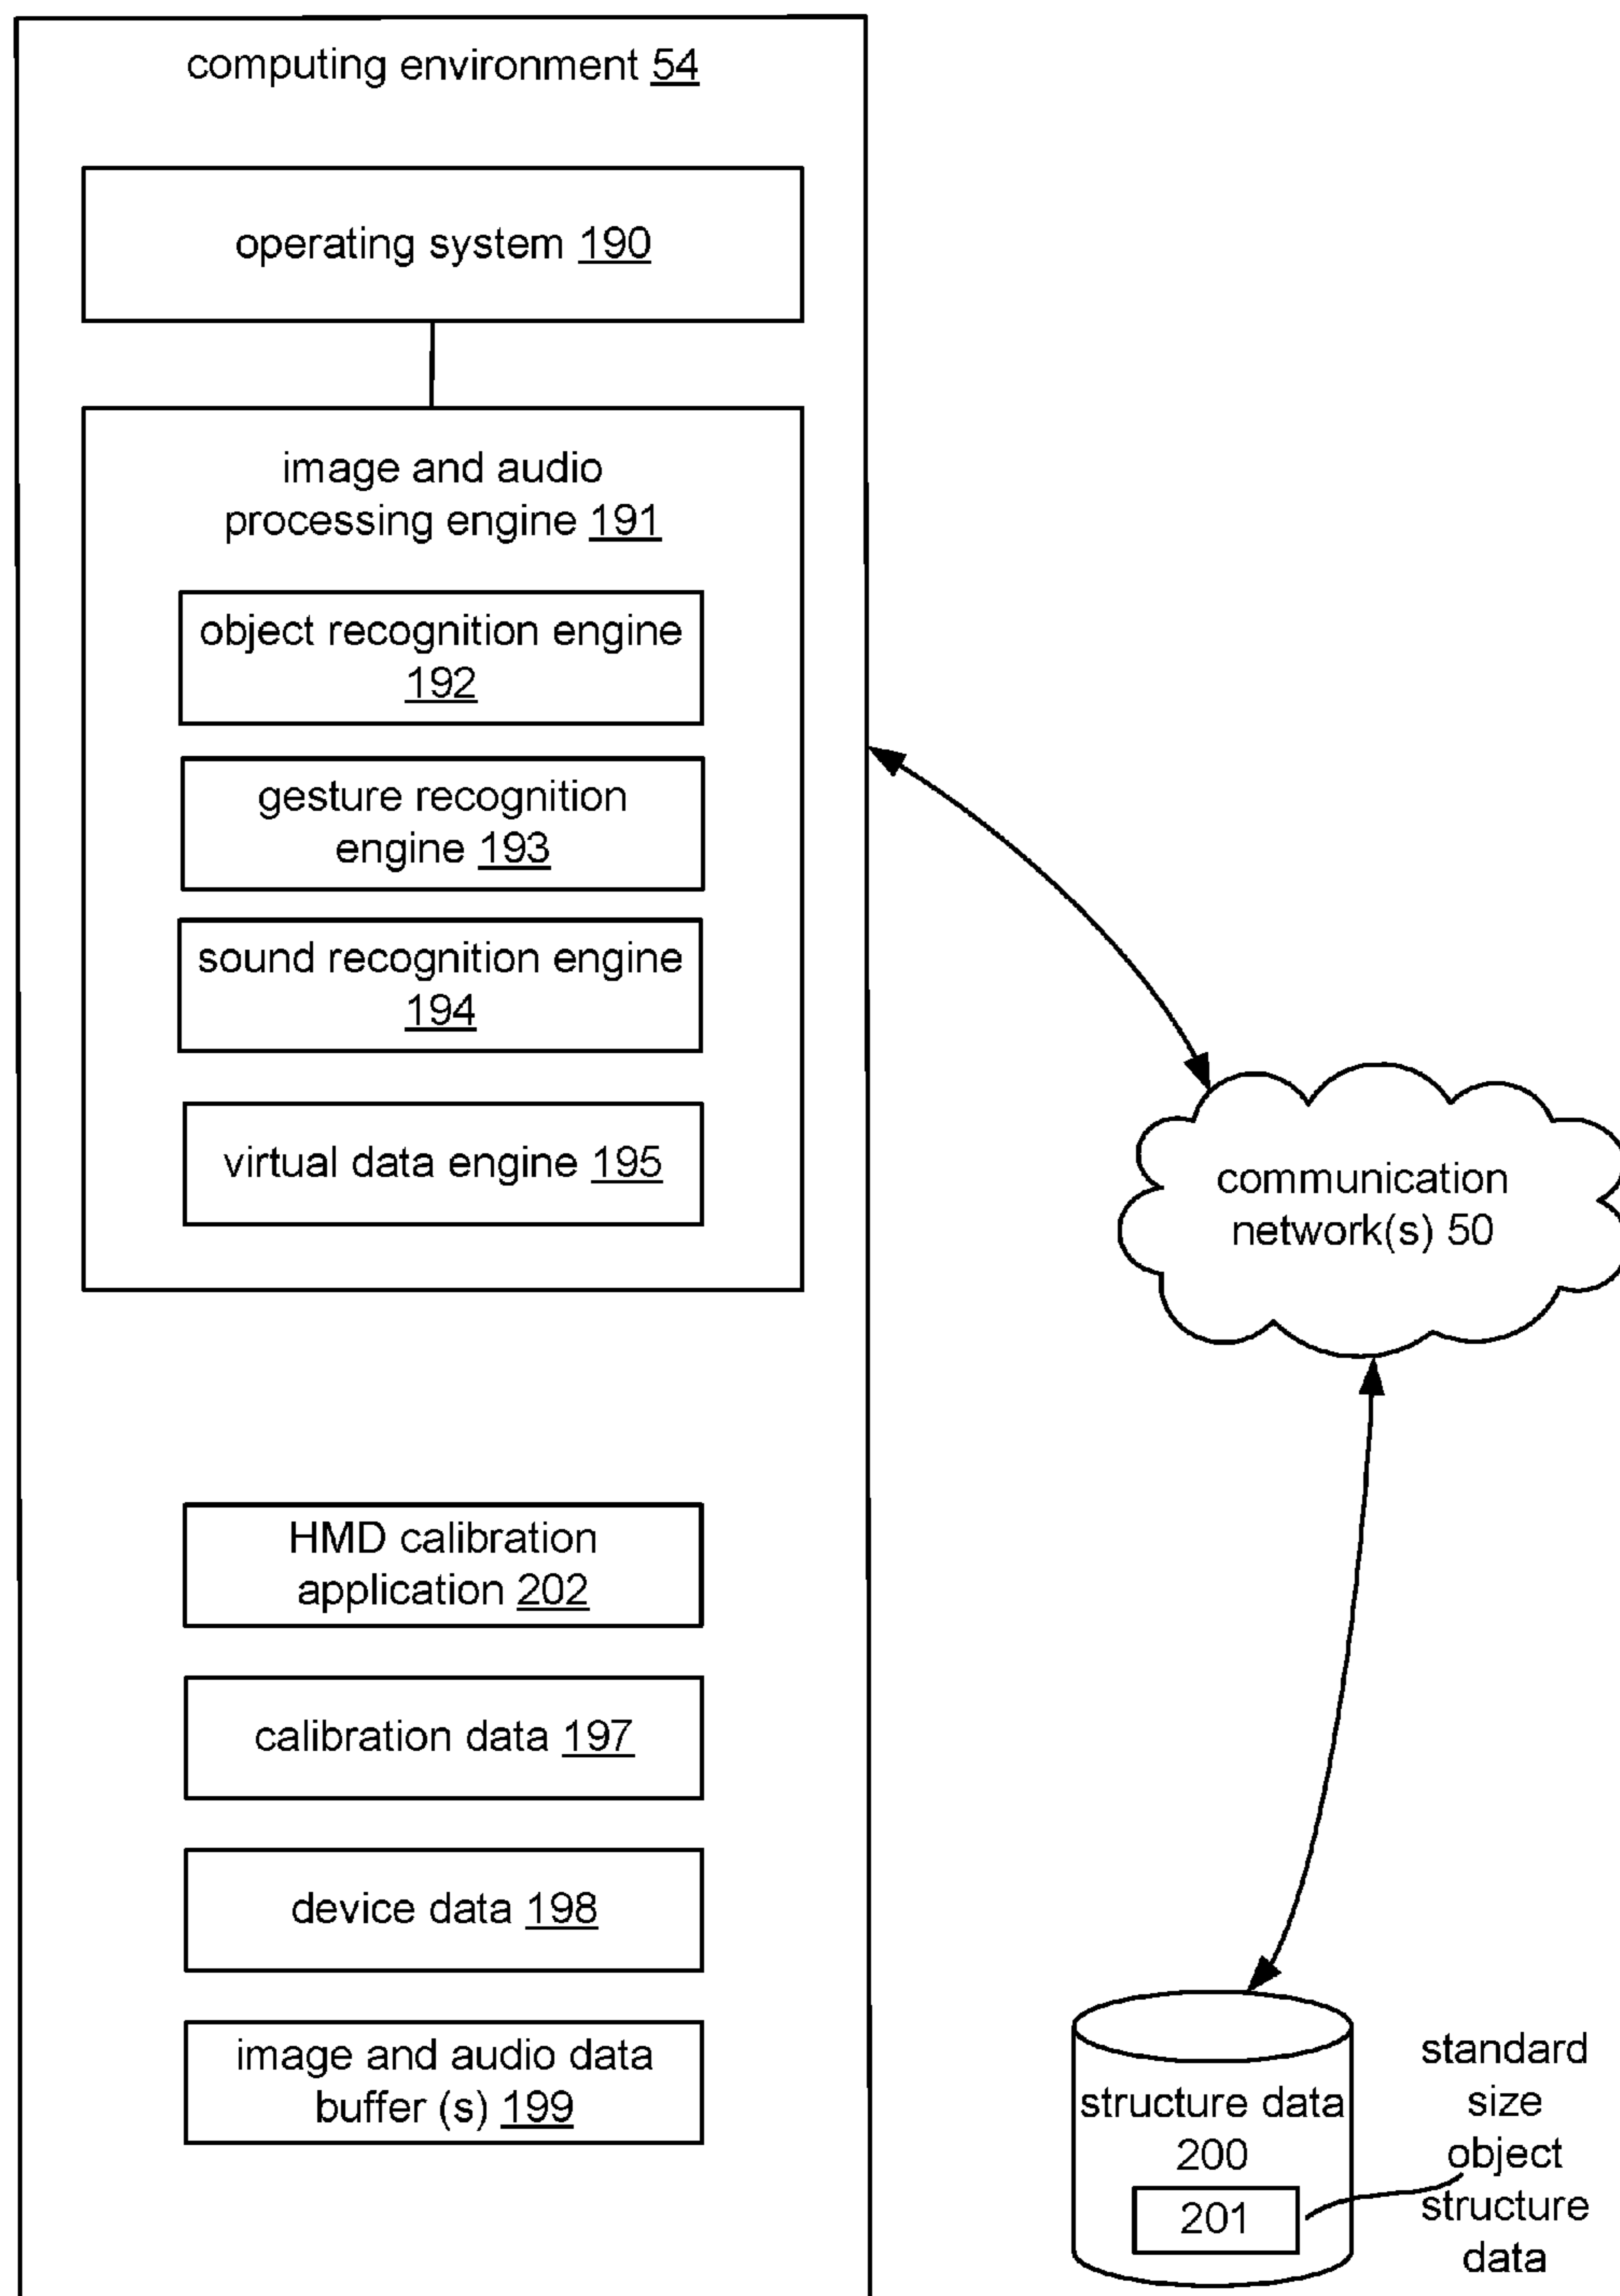 computing environment 54
operating system 190
image and audio
processing engine 191
object recognition engine
192
gesture recognition
engine 193
sound recognition engine
194
virtual data engine 195
HMD calibration
application 202
calibration data 197
device data 198
image and audio data
buffer (s) 199
communication
network(s) 50
structure data
200
201
standard
size
object
structure
data